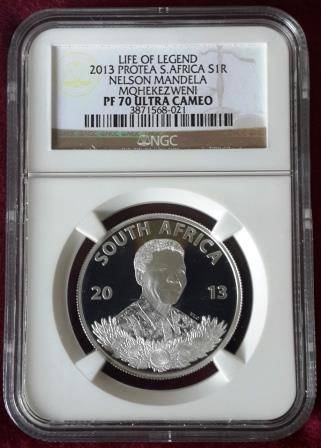 LIFE OF LEGEND
2013 PROTEA S.AFRICA S1R
NELSON MANDELA
MQHEKEZWENI
PF 70 ULTRA CAMEO
3871568-021
NGC
SOUTH AFRICA
20 13